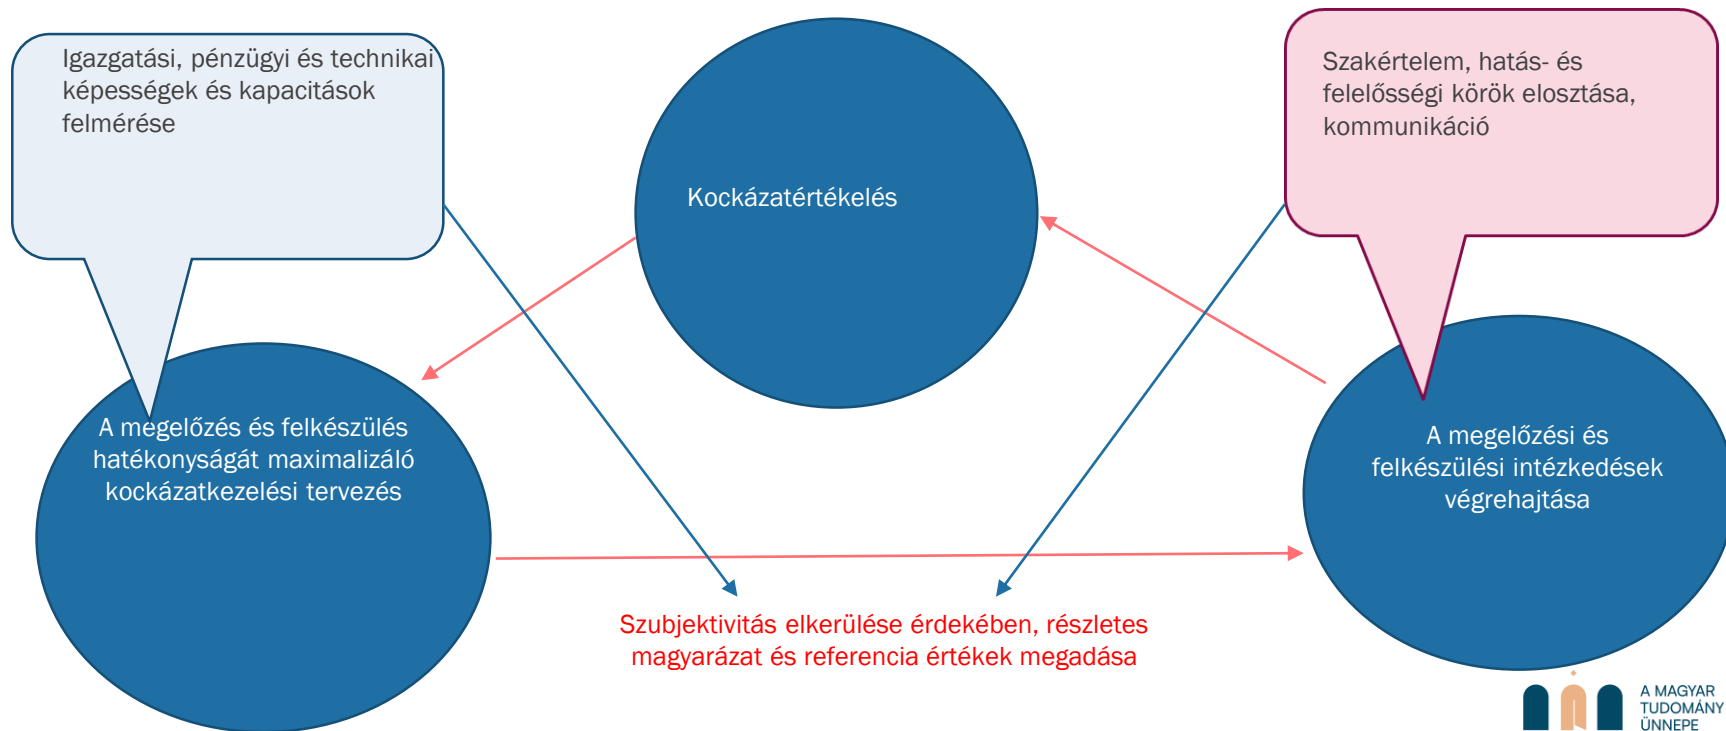 Igazgatási, pénzügyi és technikai
képességek és kapacitások
felmérése
Szakértelem, hatás- és
felelősségi körök elosztása,
kommunikáció
Kockázatértékelés
A megelőzés és felkészülés
hatékonyságát maximalizáló
kockázatkezelési tervezés
A megelőzési és
felkészülési intézkedések
végrehajtása
Szubjektivitás elkerülése érdekében, részletes
magyarázat és referencia értékek megadása
A MAGYAR
TUDOMÁNY
ÜNNEPE